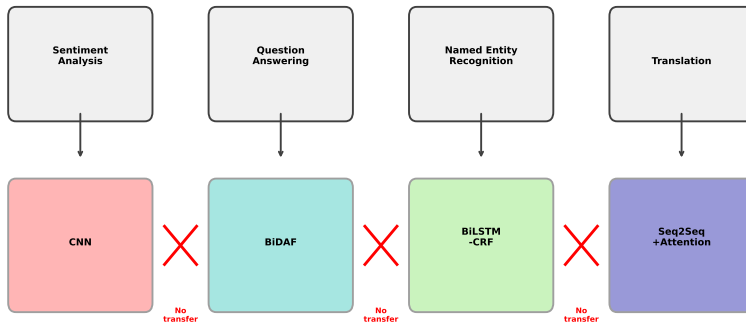 Sentiment
Analysis
Question
Answering
Named Entity
Recognition
Translation
CNN
BiDAF
BiLSTM
-CRF
Seq2Seq
+Attention
No
transfer
No
transfer
No
transfer